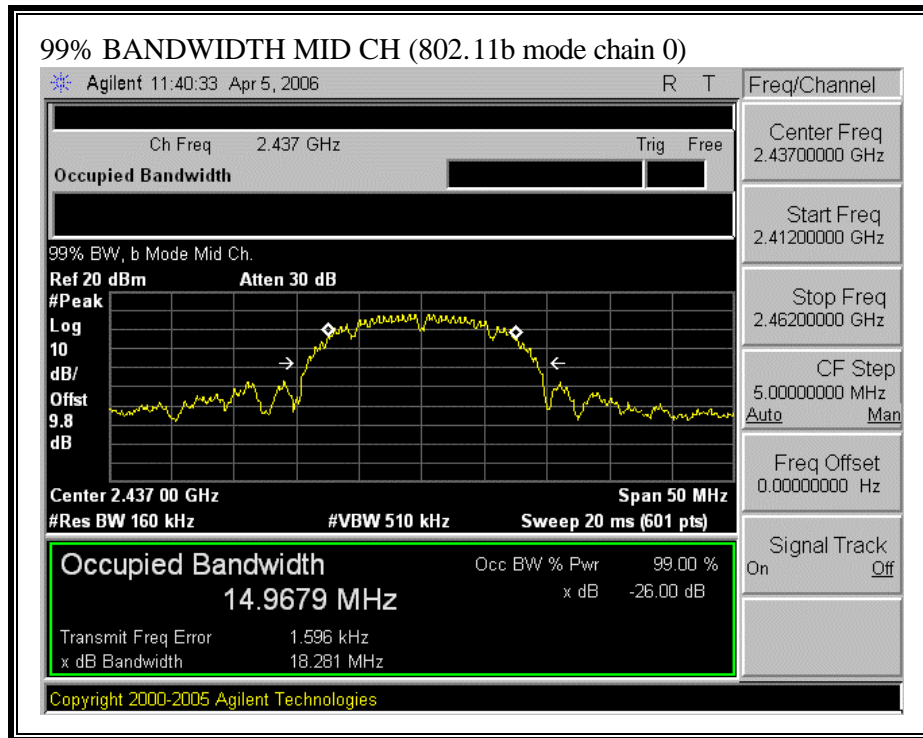 99% BANDWIDTH MID CH (802.11b mode chain 0)
Agilent 11:40:33 Apr 5, 2006 R T
Freq/Channel
Ch Freq 2.437 GHz Trig Free
Occupied Bandwidth
Center Freq
2.43700000 GHz
Start Freq
2.41200000 GHz
99% BW, b Mode Mid Ch.
Ref 20 dBm Atten 30 dB
#Peak
Log
10
dB/
Offst
9.8
dB
Stop Freq
2.46200000 GHz
CF Step
5.00000000 MHz
Auto Man
Freq Offset
0.00000000 Hz
Center 2.437 00 GHz Span 50 MHz
#Res BW 160 kHz #VBW 510 kHz Sweep 20 ms (601 pts)
Signal Track
On Off
Occupied Bandwidth
14.9679 MHz
Occ BW % Pwr 99.00 %
x dB -26.00 dB
Transmit Freq Error 1.596 kHz
x dB Bandwidth 18.281 MHz
Copyright 2000-2005 Agilent Technologies